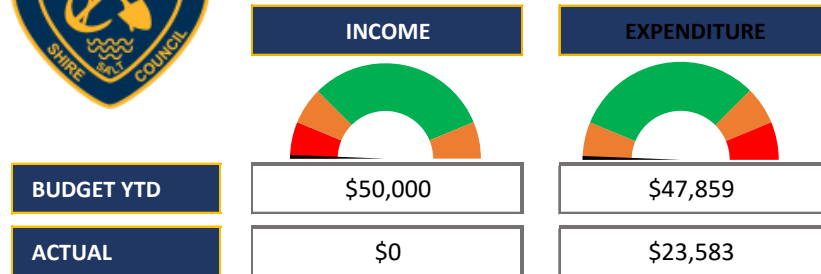 SHIRE SALT COUNCIL
INCOME EXPENDITURE
BUDGET YTD $50,000 $47,859
ACTUAL $0 $23,583